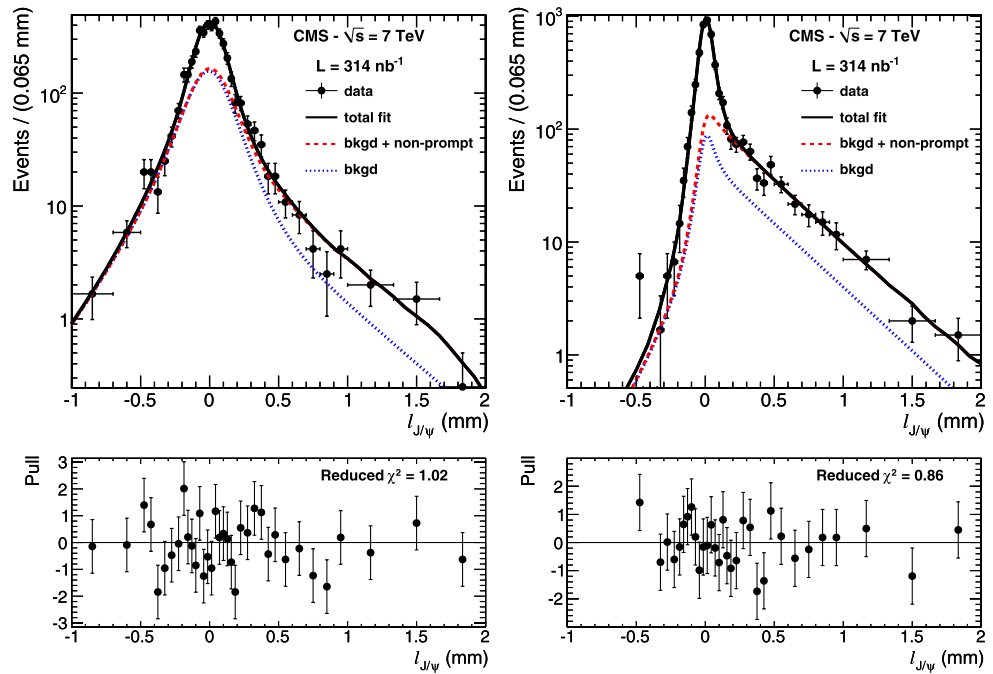 Events / (0.065 mm)
CMS - √s = 7 TeV
L = 314 nb⁻¹
data
total fit
bkgd + non-prompt
bkgd
10²
10
1
-1 -0.5 0 0.5 1 1.5 2
l_J/ψ (mm)
Events / (0.065 mm)
CMS - √s = 7 TeV
L = 314 nb⁻¹
data
total fit
bkgd + non-prompt
bkgd
10³
10²
10
1
-1 -0.5 0 0.5 1 1.5 2
l_J/ψ (mm)
Pull
Reduced χ² = 1.02
3
2
1
0
-1
-2
-3
-1 -0.5 0 0.5 1 1.5 2
l_J/ψ (mm)
Pull
Reduced χ² = 0.86
2
1
0
-1
-2
-1 -0.5 0 0.5 1 1.5 2
l_J/ψ (mm)